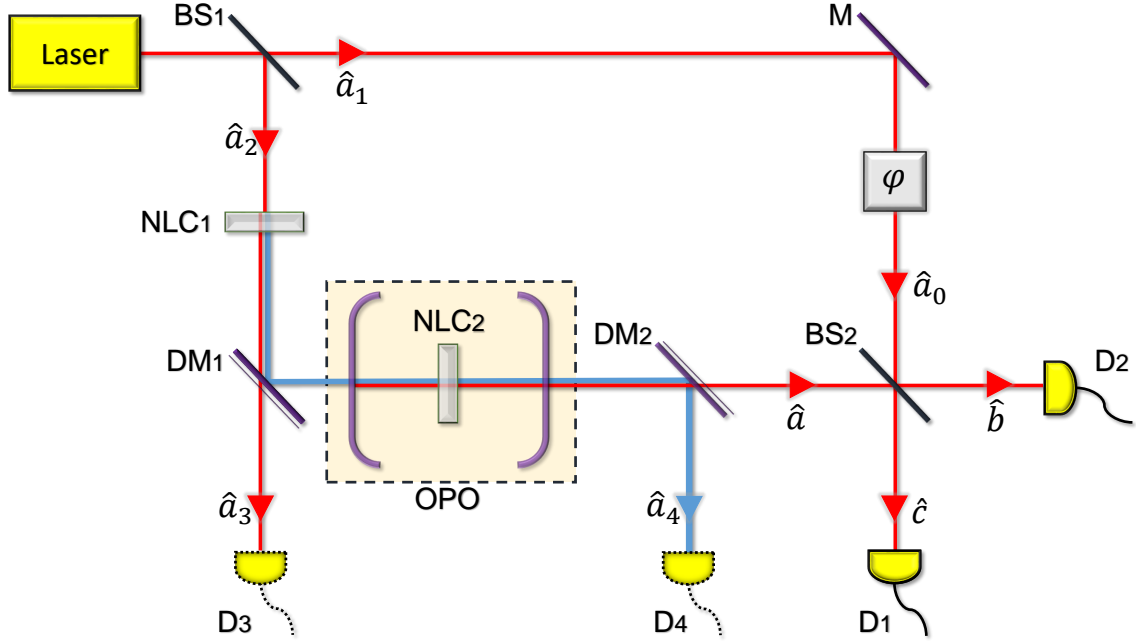 BS1
M
Laser
â₁
â₂
φ
NLC1
â₀
NLC2
DM1
DM2
BS2
D2
â
b̂
OPO
â₃
â₄
ĉ
D3
D4
D1